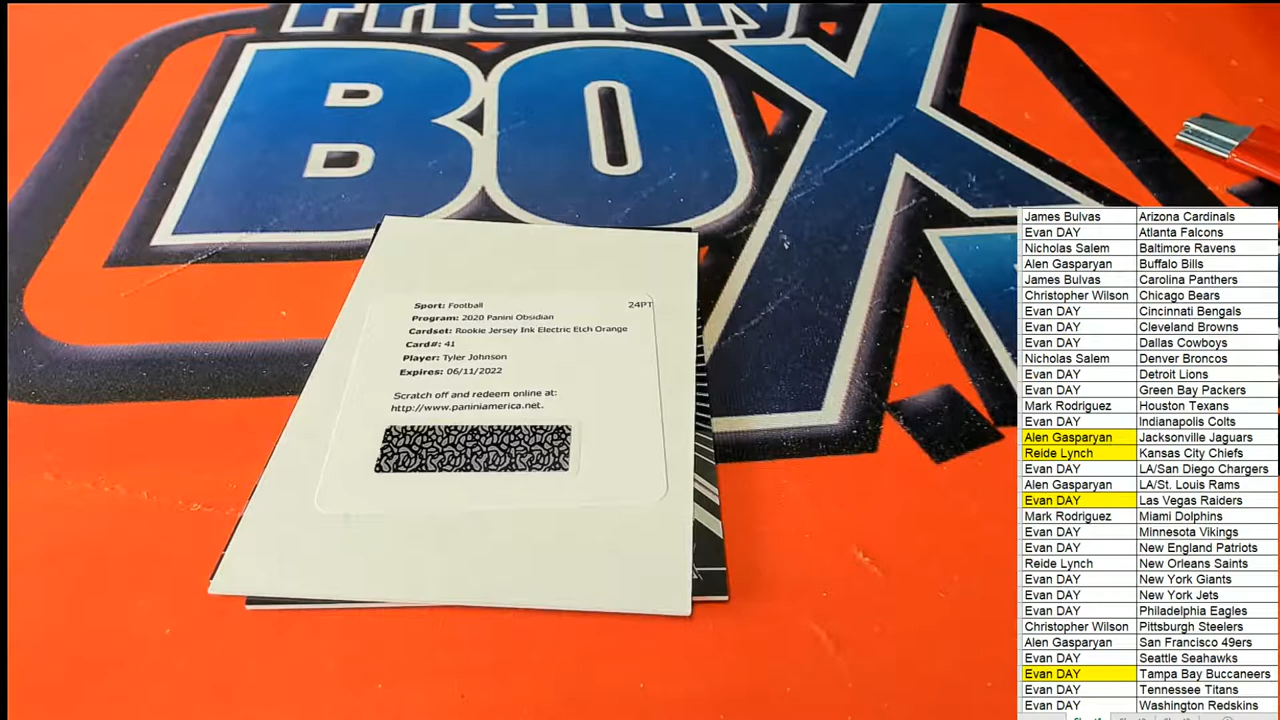 Friendly
BOX
Sport: Football
24PT
Program: 2020 Panini Obsidian
Cardset: Rookie Jersey Ink Electric Etch Orange
Card#: 41
Player: Tyler Johnson
Expires: 06/11/2022
Scratch off and redeem online at:
http://www.paniniamerica.net.
James Bulvas Arizona Cardinals
Evan DAY Atlanta Falcons
Nicholas Salem Baltimore Ravens
Alen Gasparyan Buffalo Bills
James Bulvas Carolina Panthers
Christopher Wilson Chicago Bears
Evan DAY Cincinnati Bengals
Evan DAY Cleveland Browns
Evan DAY Dallas Cowboys
Nicholas Salem Denver Broncos
Evan DAY Detroit Lions
Evan DAY Green Bay Packers
Mark Rodriguez Houston Texans
Evan DAY Indianapolis Colts
Alen Gasparyan Jacksonville Jaguars
Reide Lynch Kansas City Chiefs
Evan DAY LA/San Diego Chargers
Alen Gasparyan LA/St. Louis Rams
Evan DAY Las Vegas Raiders
Mark Rodriguez Miami Dolphins
Evan DAY Minnesota Vikings
Evan DAY New England Patriots
Reide Lynch New Orleans Saints
Evan DAY New York Giants
Evan DAY New York Jets
Evan DAY Philadelphia Eagles
Christopher Wilson Pittsburgh Steelers
Alen Gasparyan San Francisco 49ers
Evan DAY Seattle Seahawks
Evan DAY Tampa Bay Buccaneers
Evan DAY Tennessee Titans
Evan DAY Washington Redskins